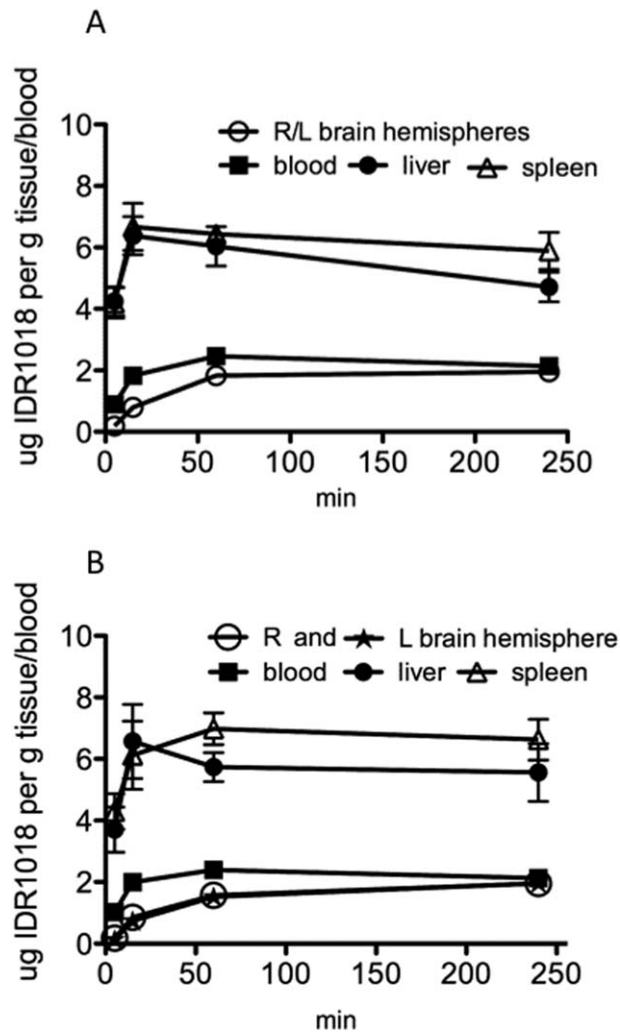 A
ug IDR1018 per g tissue/blood
10
8
6
4
2
0
R/L brain hemispheres
blood liver spleen
0 50 100 150 200 250
min
B
ug IDR1018 per g tissue/blood
10
8
6
4
2
0
R and L brain hemisphere
blood liver spleen
0 50 100 150 200 250
min